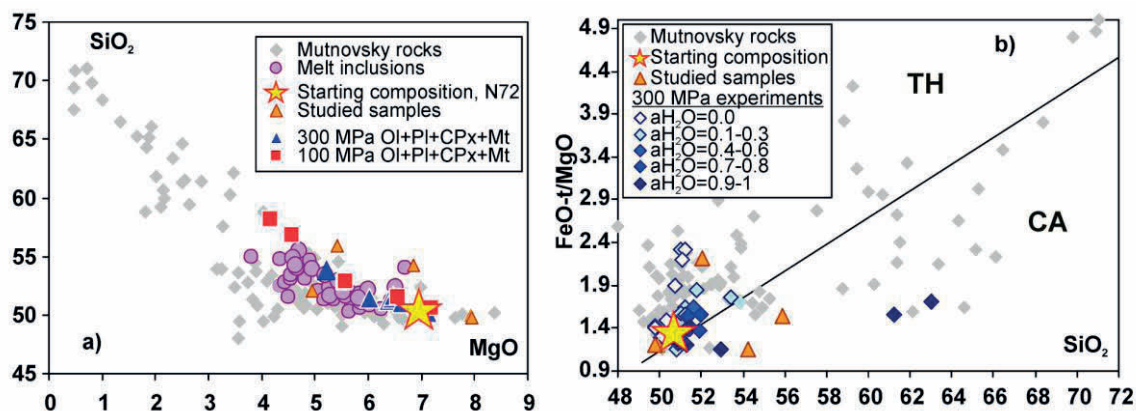 SiO₂
Mutnovsky rocks
Melt inclusions
Starting composition, N72
Studied samples
300 MPa Ol+Pl+CPx+Mt
100 MPa Ol+Pl+CPx+Mt
75
70
65
60
55
50
45
a)
MgO
0 1 2 3 4 5 6 7 8 9
b)
Mutnovsky rocks
Starting composition
Studied samples
300 MPa experiments
aH₂O=0.0
aH₂O=0.1-0.3
aH₂O=0.4-0.6
aH₂O=0.7-0.8
aH₂O=0.9-1
TH
CA
FeO-t/MgO
4.9
4.4
3.9
3.4
2.9
2.4
1.9
1.4
0.9
SiO₂
48 50 52 54 56 58 60 62 64 66 68 70 72